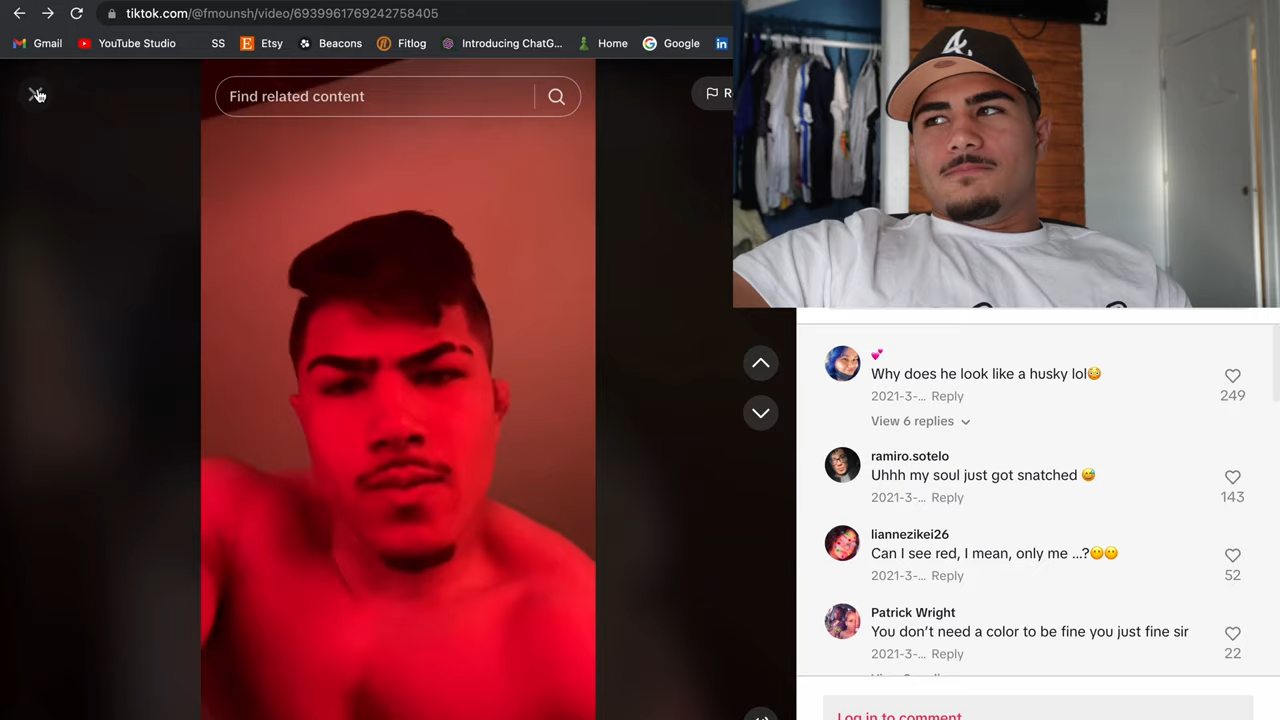 tiktok.com/@fmounsh/video/6939961769242758405
Gmail
YouTube Studio
SS
Etsy
Beacons
Fitlog
Introducing ChatG...
Home
Google
in
Find related content
R
A
💕
Why does he look like a husky lol😳
2021-3-... Reply
249
View 6 replies
ramiro.sotelo
Uhhh my soul just got snatched 😅
2021-3-... Reply
143
liannezikei26
Can I see red, I mean, only me ...?😶😶
2021-3-... Reply
52
Patrick Wright
You don’t need a color to be fine you just fine sir
2021-3-... Reply
22
Log in to comment